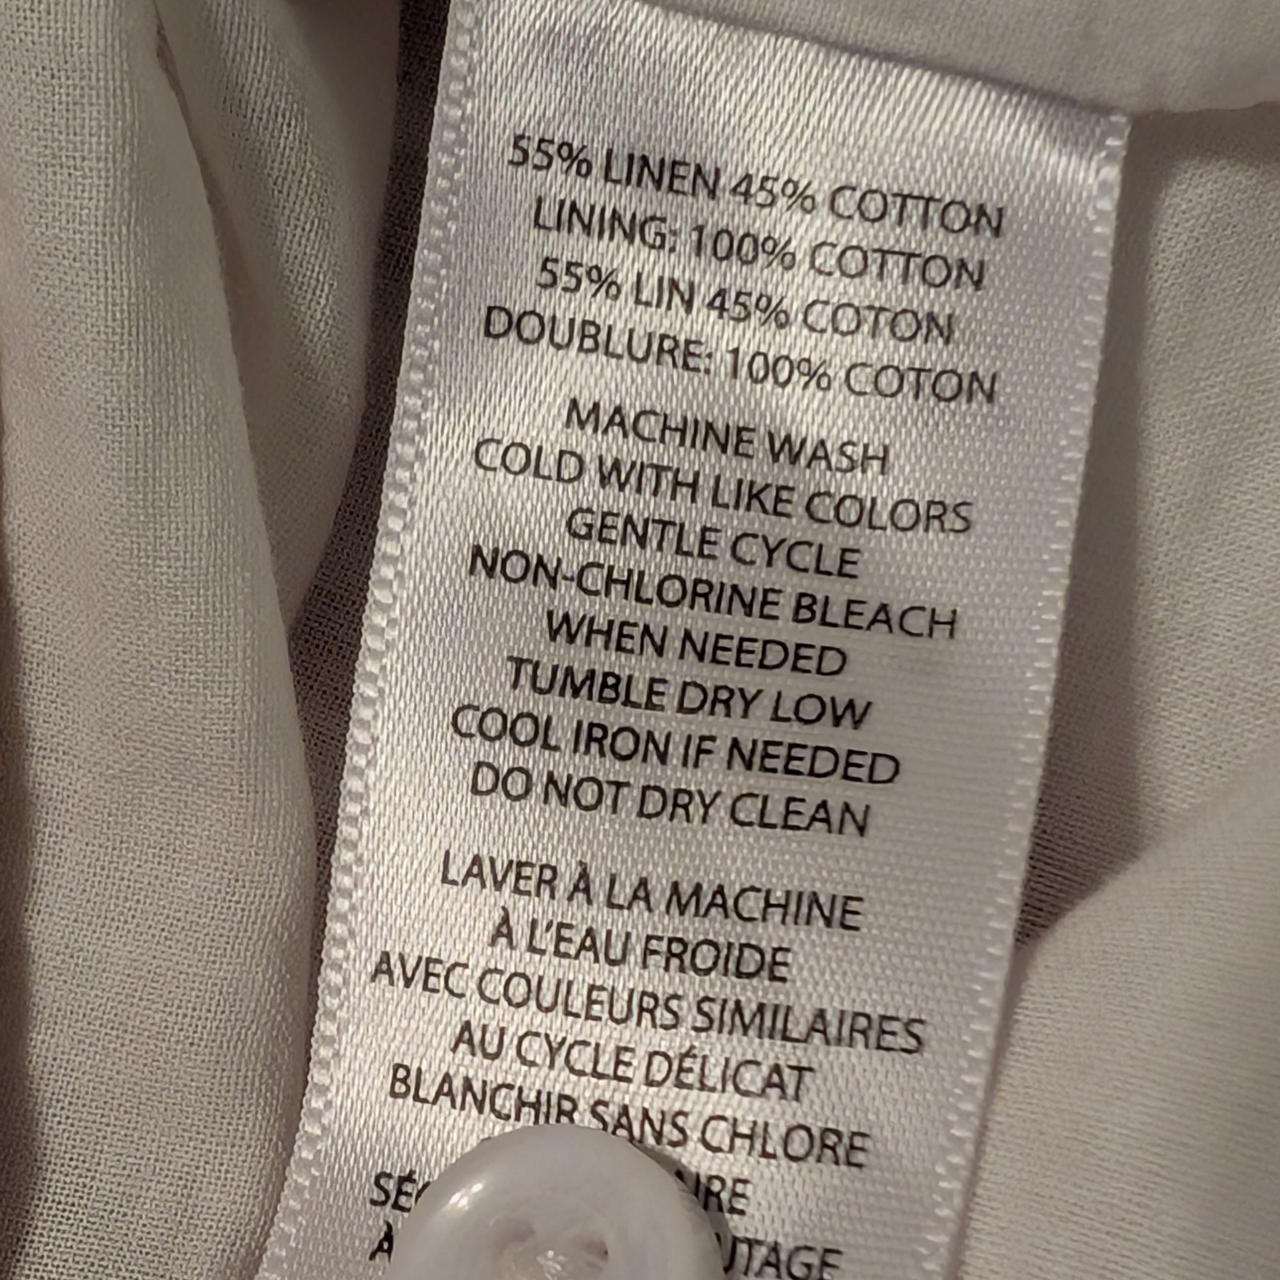 55% LINEN 45% COTTON
LINING: 100% COTTON
55% LIN 45% COTON
DOUBLURE: 100% COTON
MACHINE WASH
COLD WITH LIKE COLORS
GENTLE CYCLE
NON-CHLORINE BLEACH
WHEN NEEDED
TUMBLE DRY LOW
COOL IRON IF NEEDED
DO NOT DRY CLEAN
LAVER À LA MACHINE
À L'EAU FROIDE
AVEC COULEURS SIMILAIRES
AU CYCLE DÉLICAT
BLANCHIR SANS CHLORE